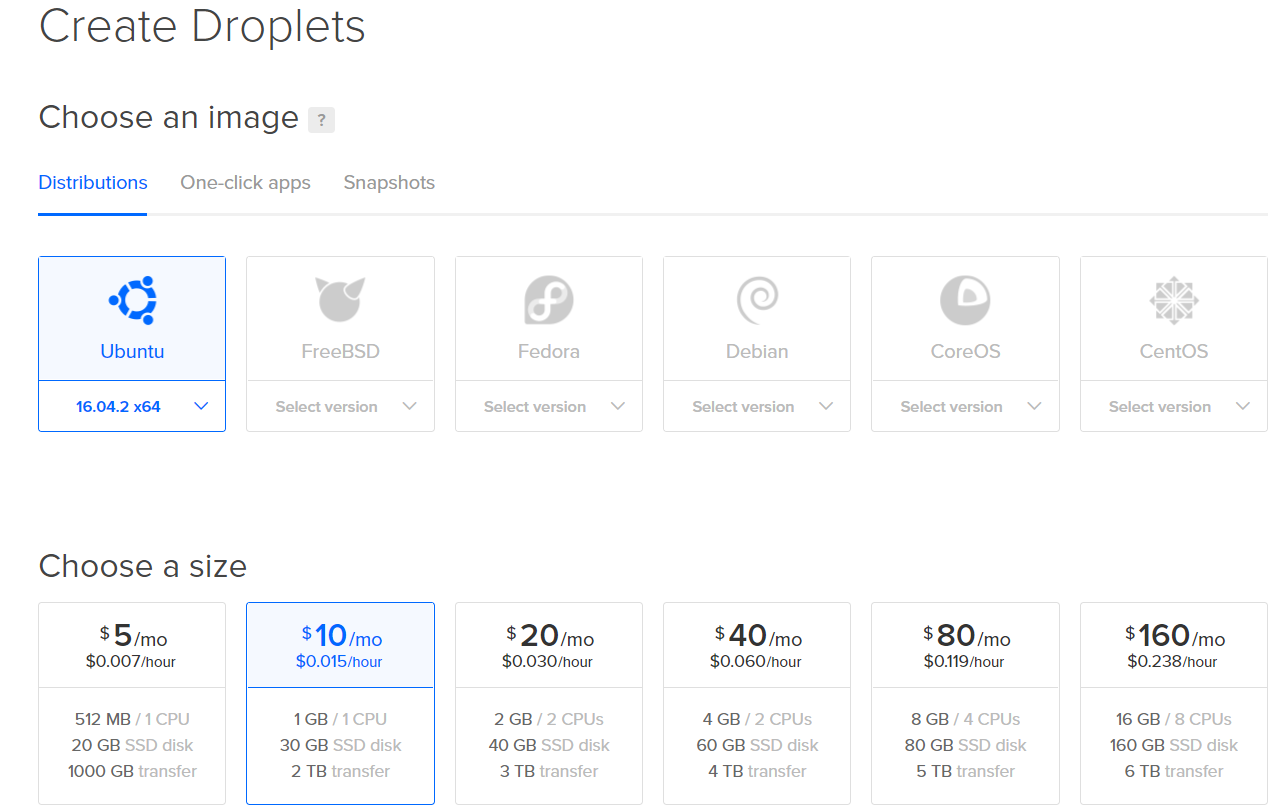 Create Droplets
Choose an image ?
Distributions One-click apps Snapshots
Ubuntu FreeBSD Fedora Debian CoreOS CentOS
16.04.2 x64 Select version Select version Select version Select version Select version
Choose a size
$5/mo $10/mo $20/mo $40/mo $80/mo $160/mo
$0.007/hour $0.015/hour $0.030/hour $0.060/hour $0.119/hour $0.238/hour
512 MB / 1 CPU 1 GB / 1 CPU 2 GB / 2 CPUs 4 GB / 2 CPUs 8 GB / 4 CPUs 16 GB / 8 CPUs
20 GB SSD disk 30 GB SSD disk 40 GB SSD disk 60 GB SSD disk 80 GB SSD disk 160 GB SSD disk
1000 GB transfer 2 TB transfer 3 TB transfer 4 TB transfer 5 TB transfer 6 TB transfer